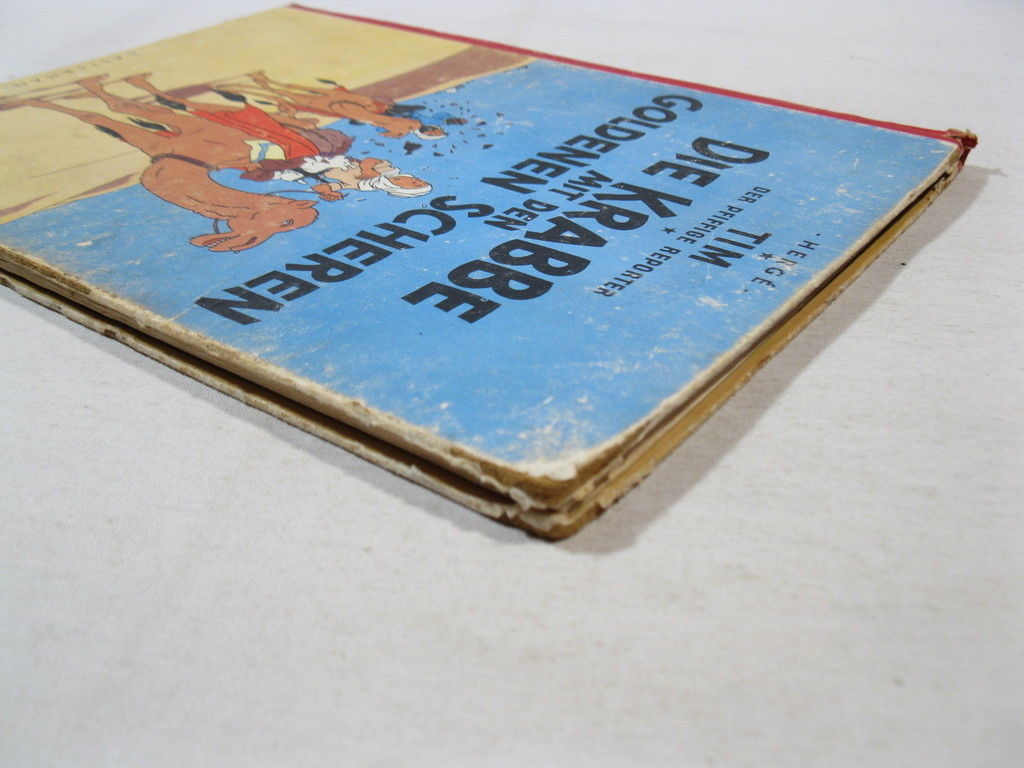 - HERGÉ -
TIM
DER PFIFFIGE REPORTER
DIE KRABBE
MIT DEN
GOLDENEN SCHEREN